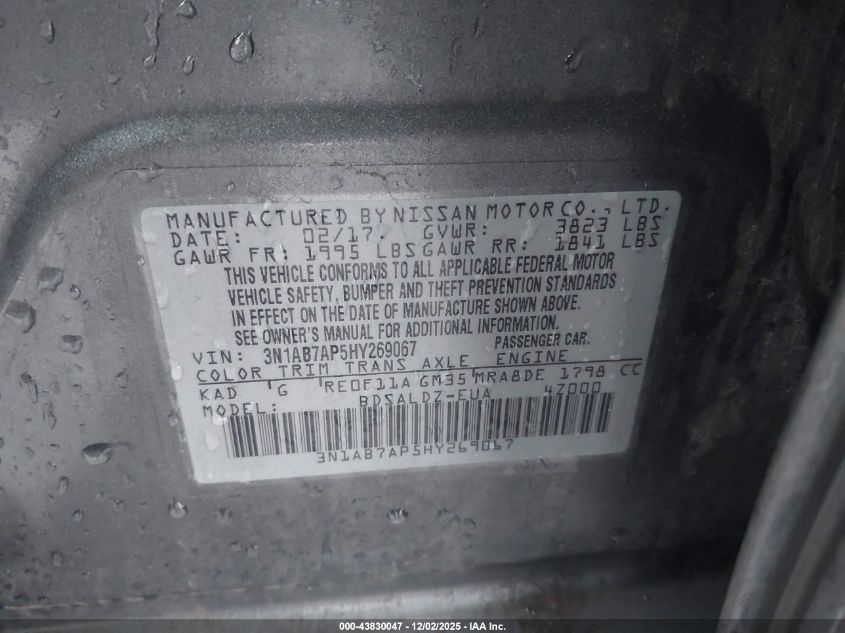 MANUFACTURED BY NISSAN MOTOR CO., LTD.
DATE: 02/17 GVWR: 3823 LBS
GAWR FR: 1995 LBS GAWR RR: 1841 LBS
THIS VEHICLE CONFORMS TO ALL APPLICABLE FEDERAL MOTOR
VEHICLE SAFETY, BUMPER AND THEFT PREVENTION STANDARDS
IN EFFECT ON THE DATE OF MANUFACTURE SHOWN ABOVE.
SEE OWNER'S MANUAL FOR ADDITIONAL INFORMATION.
VIN: 3N1AB7AP5HY269067 PASSENGER CAR.
COLOR TRIM TRANS AXLE ENGINE
KAD G RE0F11A GM35 MRA8DE 1798 CC
MODEL: BDSALDZ-EUA 4Z000
3N1AB7AP5HY269067
000-43830047 - 12/02/2025 - IAA Inc.